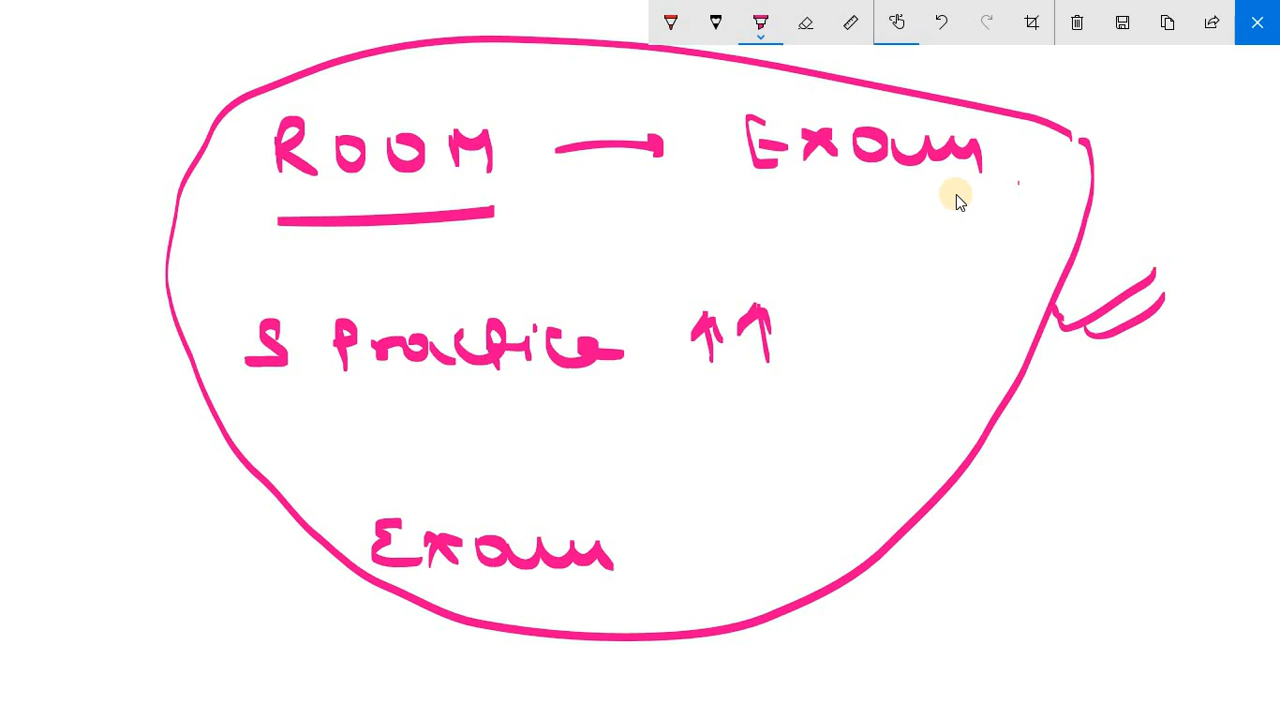 ROOM → Exam
S Practice ↑↑
Exam